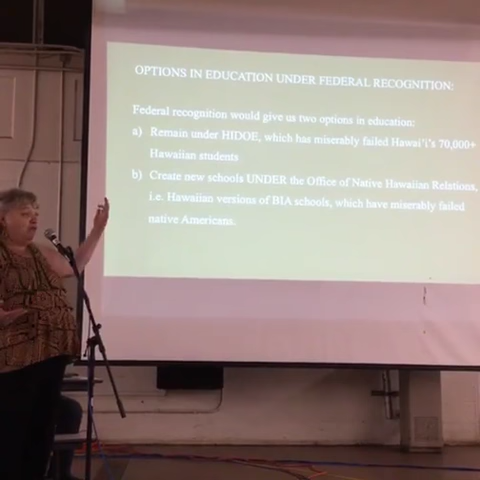 OPTIONS IN EDUCATION UNDER FEDERAL RECOGNITION:
Federal recognition would give us two options in education:
a) Remain under HIDOE, which has miserably failed Hawai'i's 70,000+
Hawaiian students
b) Create new schools UNDER the Office of Native Hawaiian Relations,
i.e. Hawaiian versions of BIA schools, which have miserably failed
native Americans.